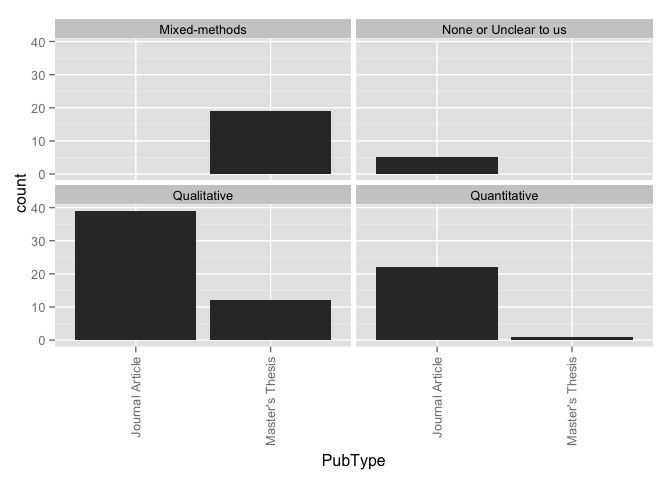 Mixed-methods
None or Unclear to us
40
30
20
10
0
Qualitative
Quantitative
40
30
20
10
0
count
Journal Article
Master's Thesis
Journal Article
Master's Thesis
PubType